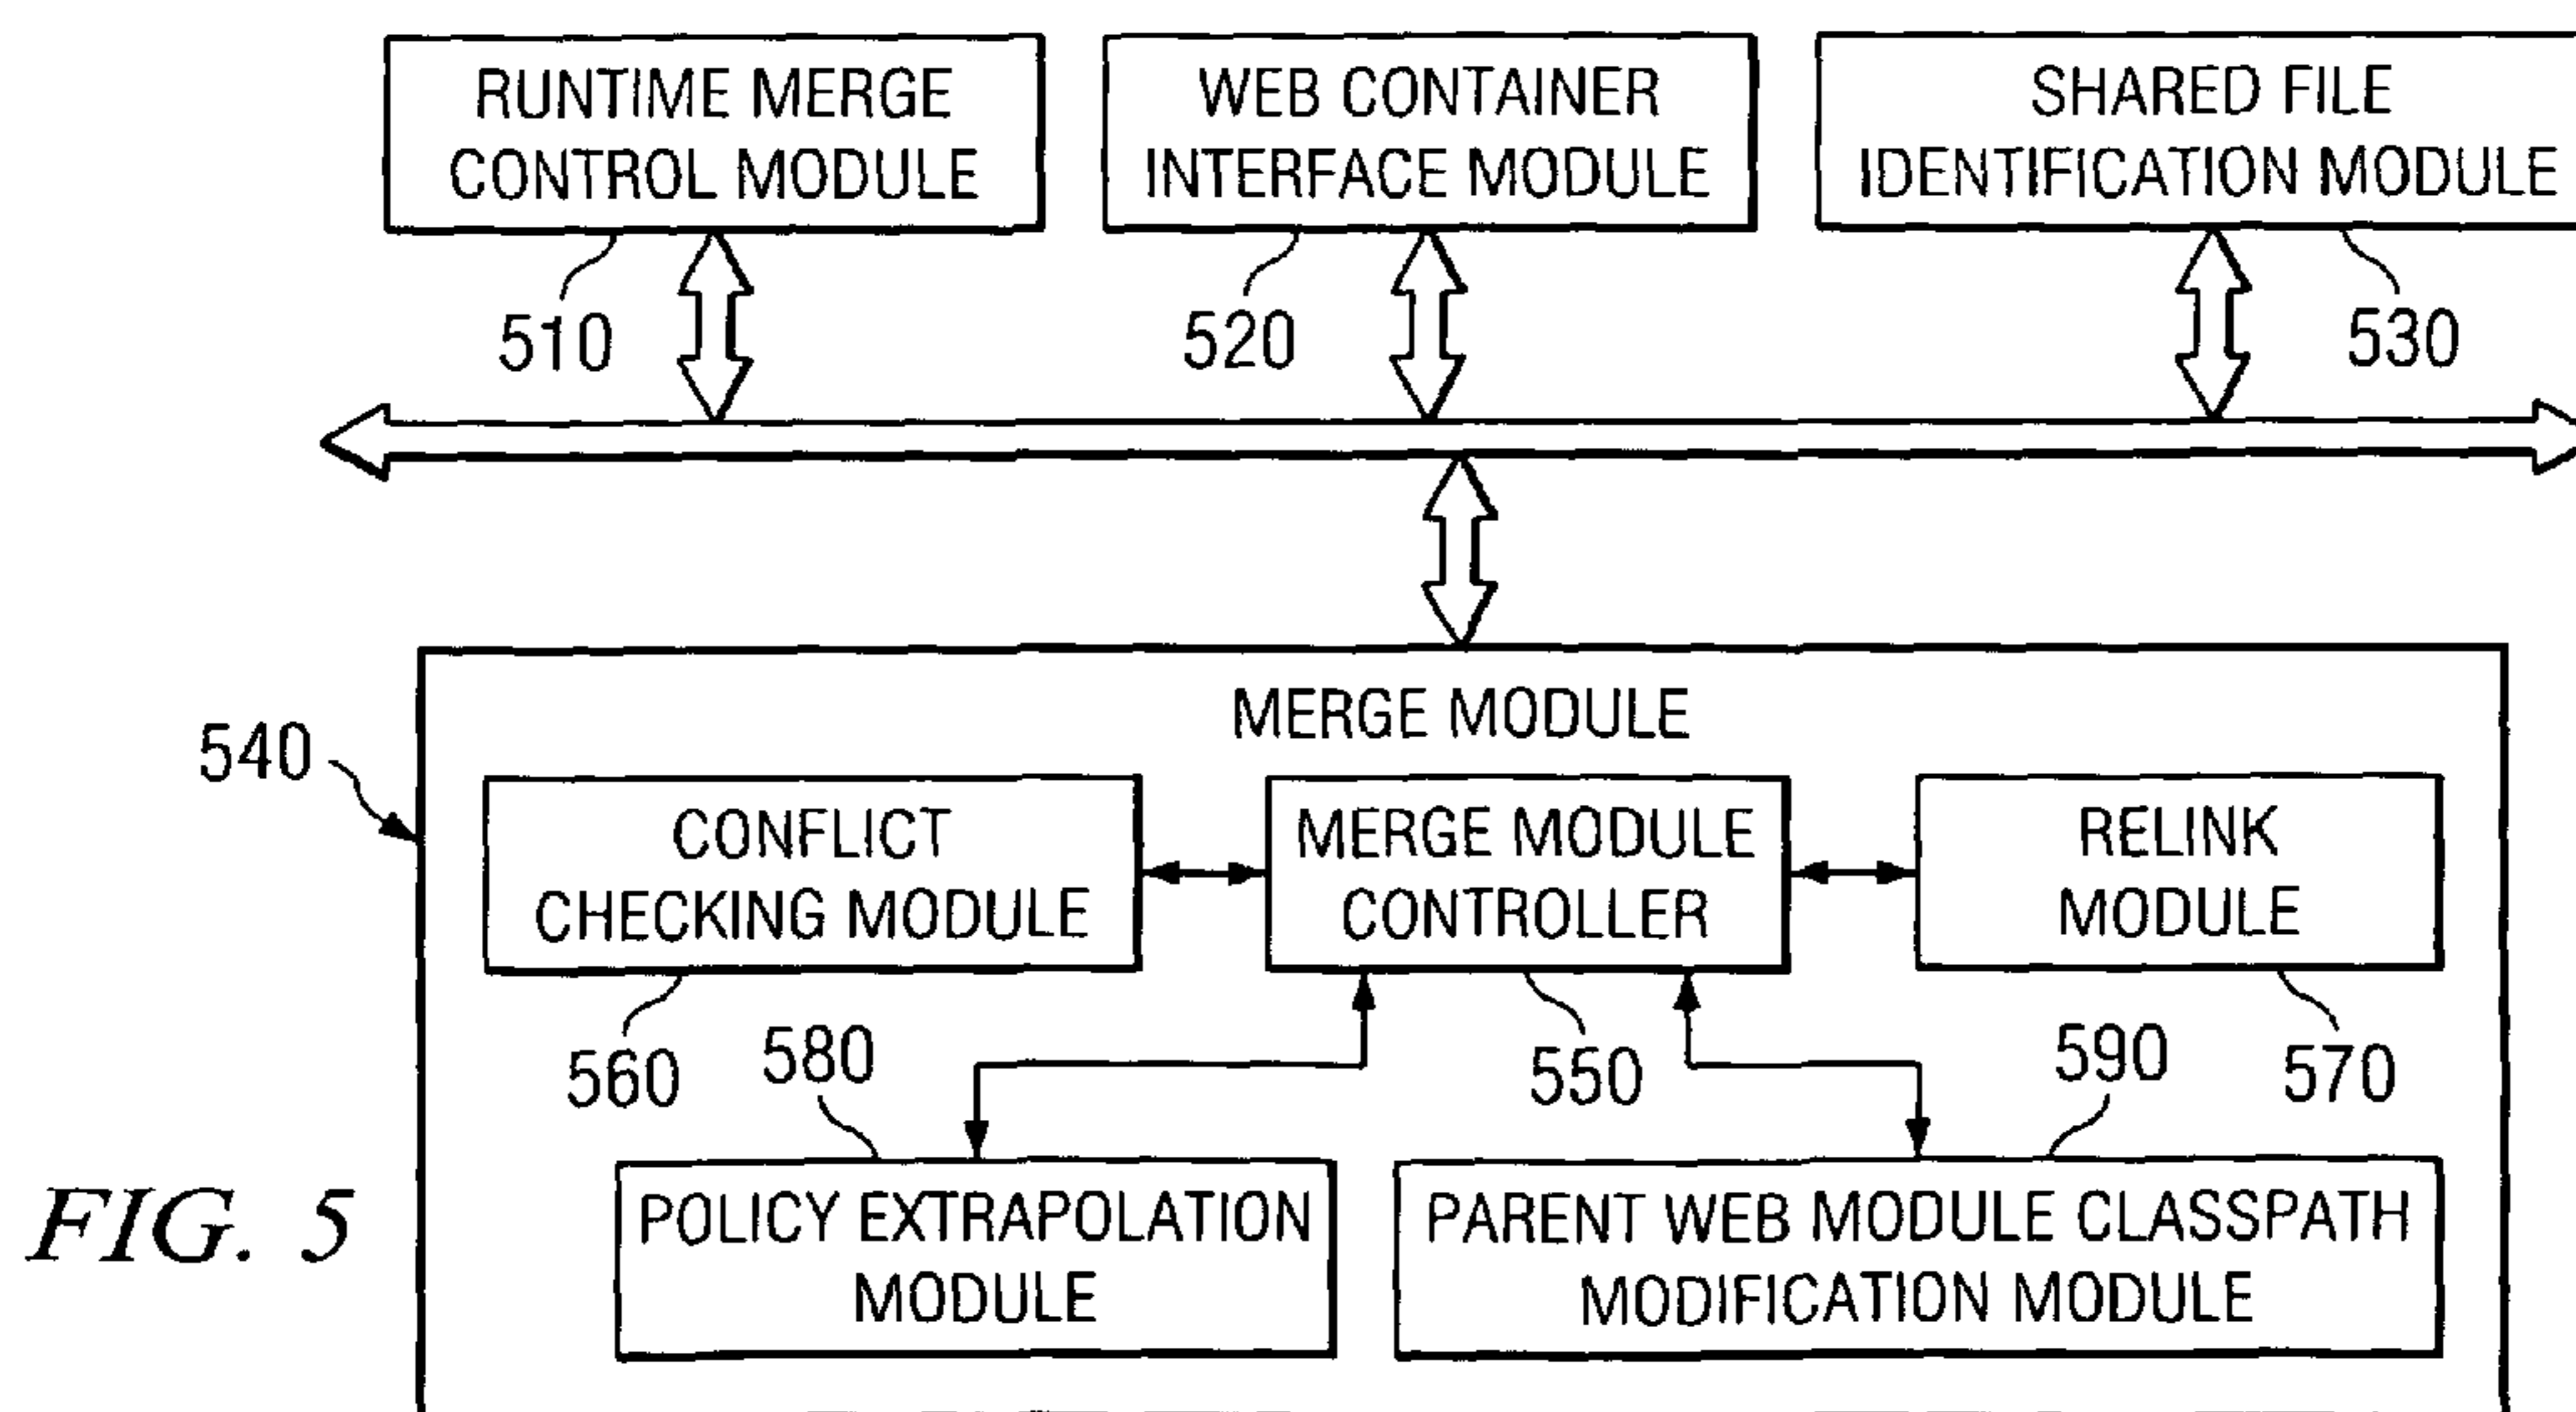 RUNTIME MERGE
CONTROL MODULE
WEB CONTAINER
INTERFACE MODULE
SHARED FILE
IDENTIFICATION MODULE
510
520
530
540
MERGE MODULE
CONFLICT
CHECKING MODULE
MERGE MODULE
CONTROLLER
RELINK
MODULE
560
580
550
590
570
POLICY EXTRAPOLATION
MODULE
PARENT WEB MODULE CLASSPATH
MODIFICATION MODULE
FIG. 5